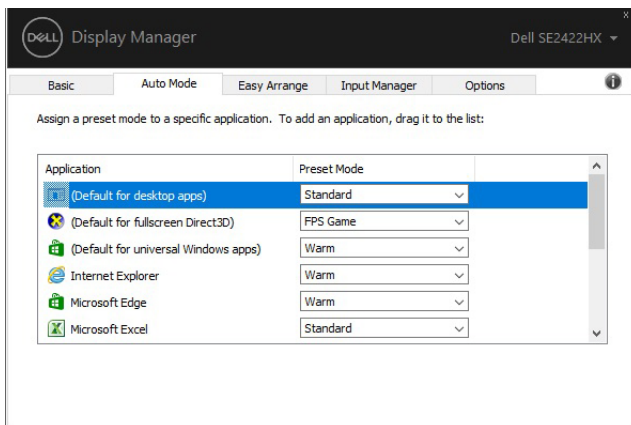 x
DELL Display Manager Dell SE2422HX
Basic Auto Mode Easy Arrange Input Manager Options i
Assign a preset mode to a specific application. To add an application, drag it to the list:
Application Preset Mode
(Default for desktop apps) Standard
(Default for fullscreen Direct3D) FPS Game
(Default for universal Windows apps) Warm
Internet Explorer Warm
Microsoft Edge Warm
Microsoft Excel Standard